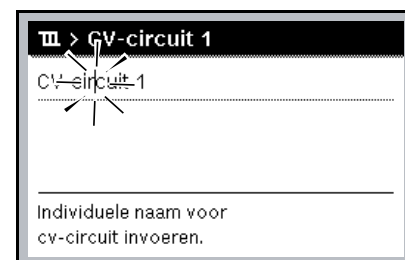 > CV-circuit 1
CV-circuit 1
Individuele naam voor
cv-circuit invoeren.